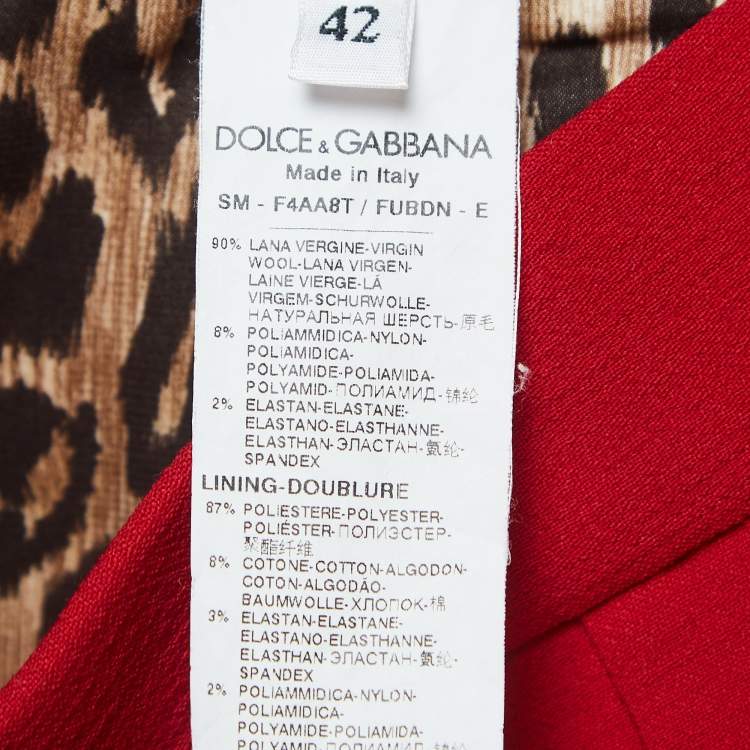 42
DOLCE & GABBANA
Made in Italy
SM - F4AA8T / FUBDN - E
90% LANA VERGINE-VIRGIN
WOOL-LANA VIRGEN-
LAINE VIERGE-LÃ
VIRGEM-SCHURWOLLE-
НАТУРАЛЬНАЯ ШЕРСТЬ-原毛
8% POLIAMMIDICA-NYLON-
POLIAMIDICA-
POLYAMIDE-POLIAMIDA-
POLYAMID-ПОЛИАМИД-锦纶
2% ELASTAN-ELASTANE-
ELASTANO-ELASTHANNE-
ELASTHAN-ЭЛАСТАН-氨纶-
SPANDEX
LINING-DOUBLURE
87% POLIESTERE-POLYESTER-
POLIÉSTER-ПОЛИЭСТЕР-
聚酯纤维
8% COTONE-COTTON-ALGODON-
COTON-ALGODÃO-
BAUMWOLLE-ХЛОПОК-棉
3% ELASTAN-ELASTANE-
ELASTANO-ELASTHANNE-
ELASTHAN-ЭЛАСТАН-氨纶-
SPANDEX
2% POLIAMMIDICA-NYLON-
POLIAMIDICA-
POLYAMIDE-POLIAMIDA-
POLYAMID-ПОЛИАМИД-锦纶